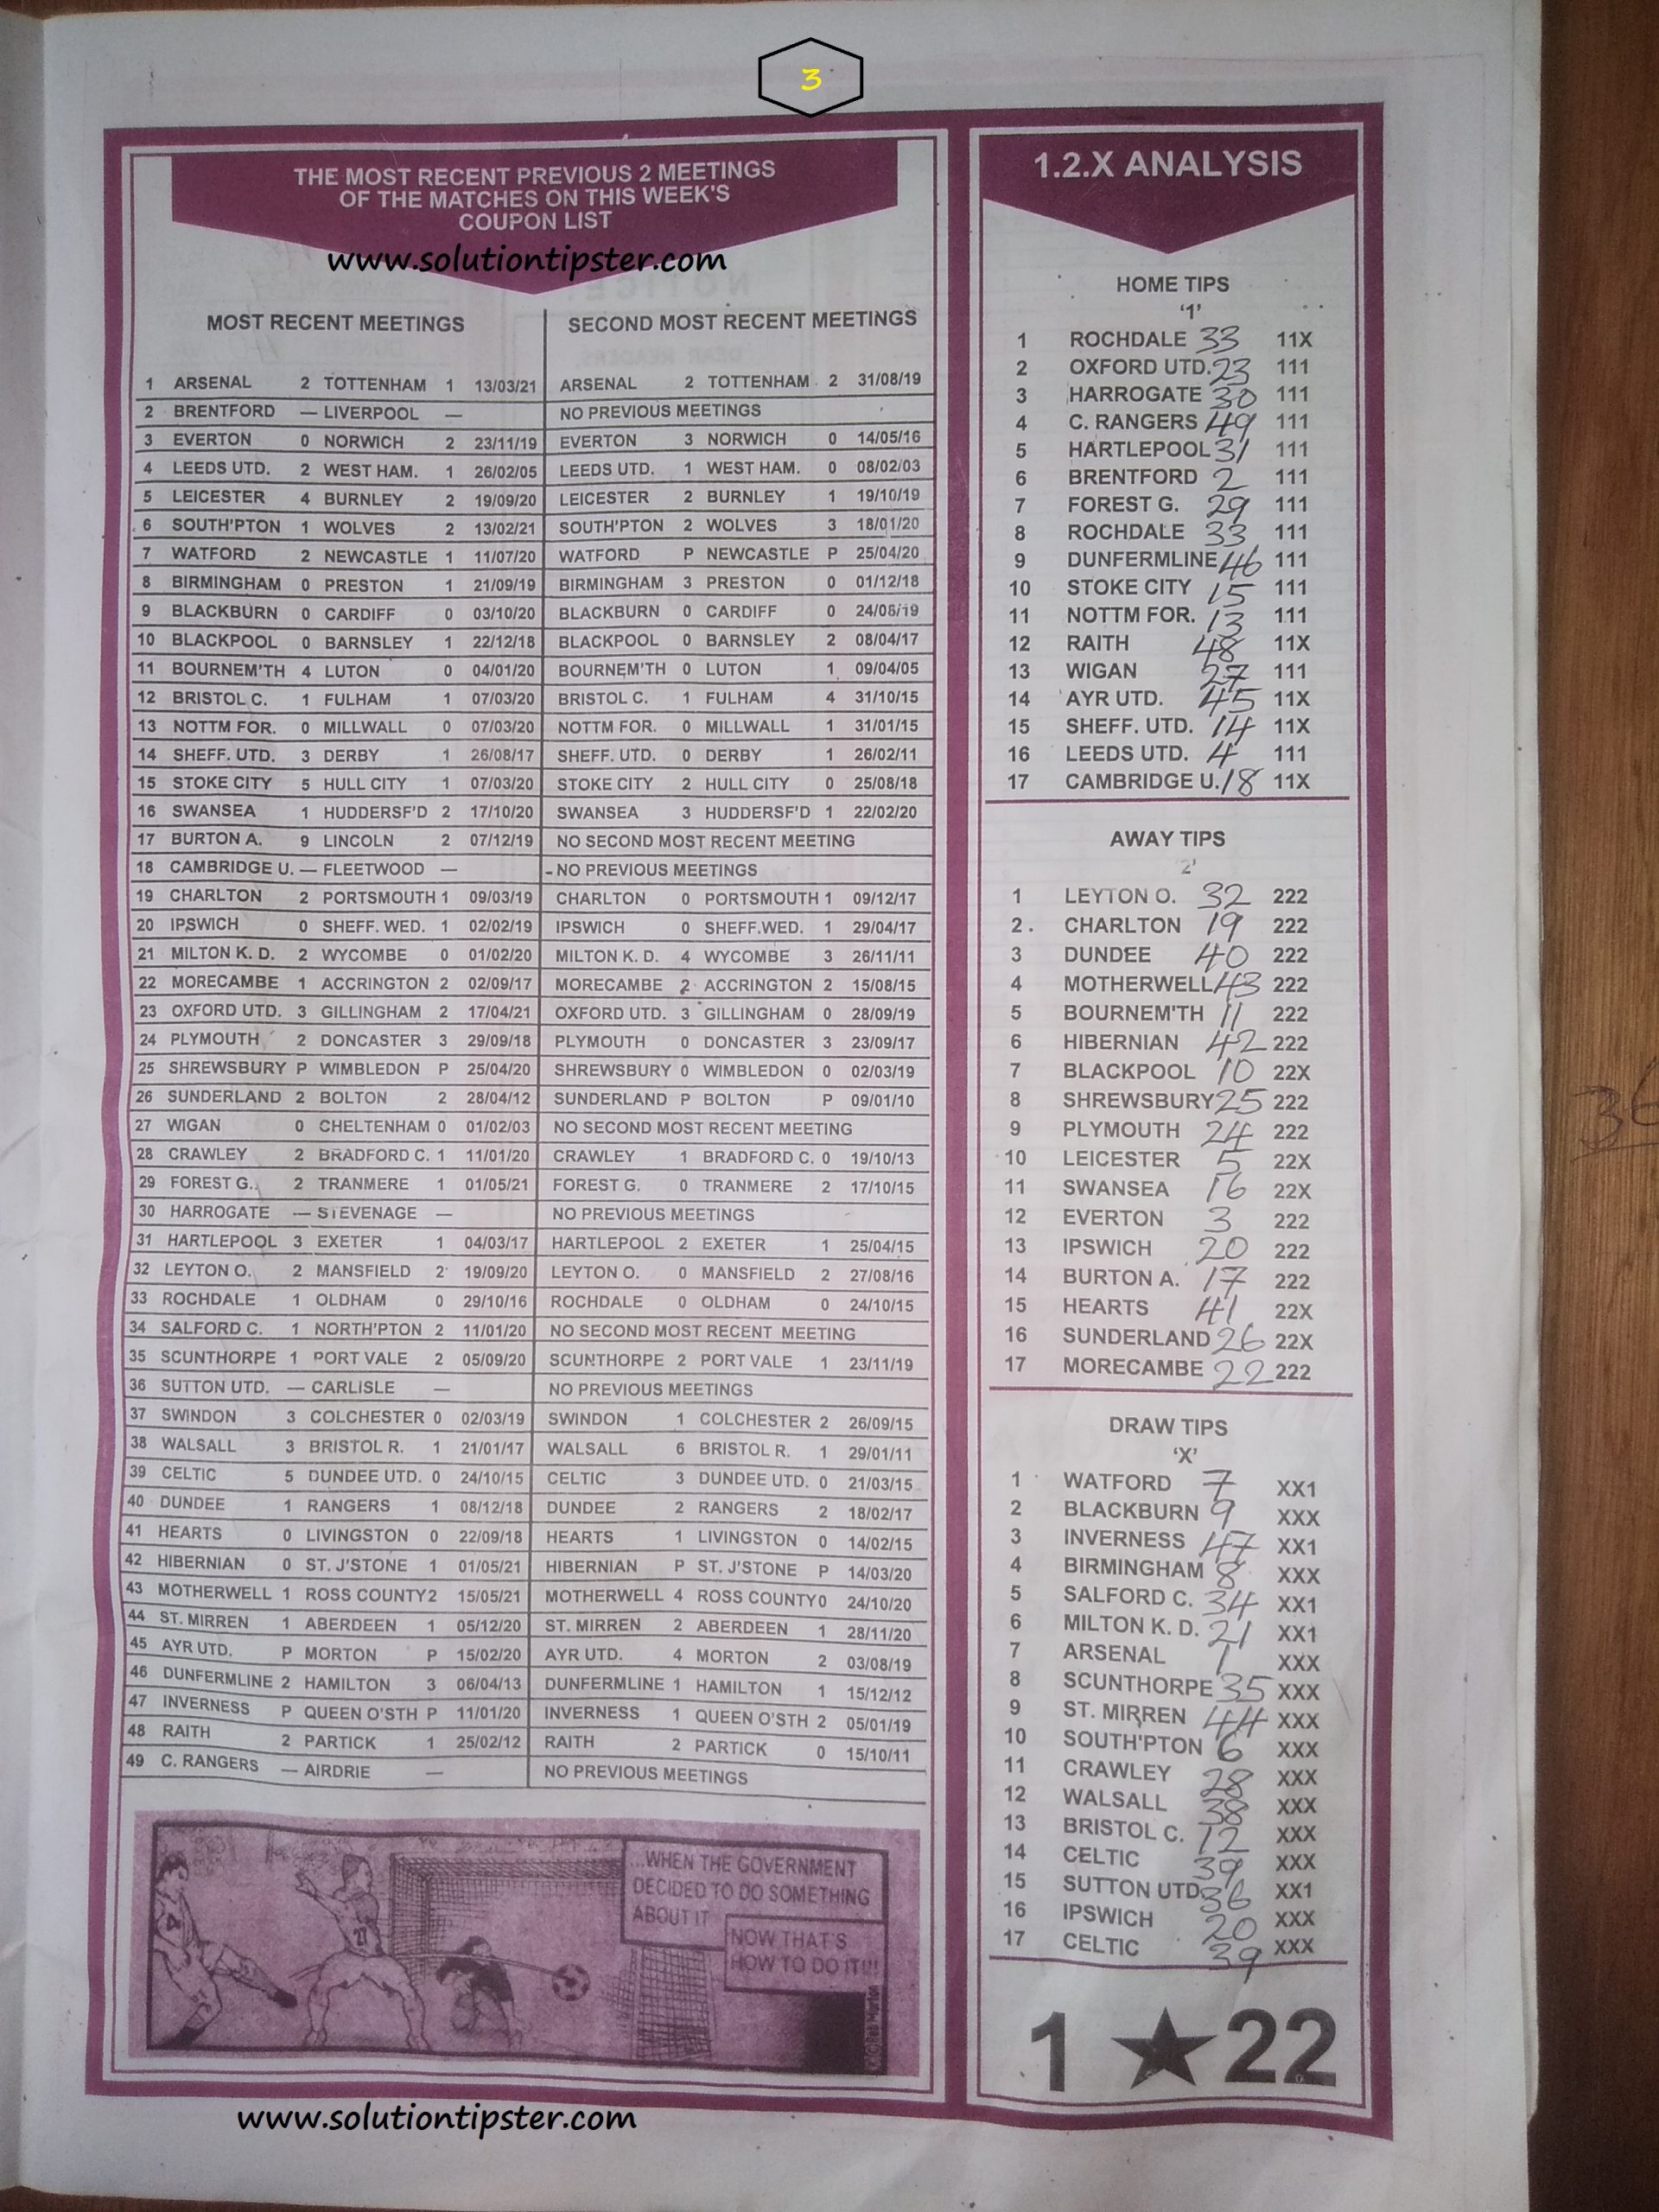 3
THE MOST RECENT PREVIOUS 2 MEETINGS
OF THE MATCHES ON THIS WEEK'S
COUPON LIST
www.solutiontipster.com
MOST RECENT MEETINGS SECOND MOST RECENT MEETINGS
1 ARSENAL 2 TOTTENHAM 1 13/03/21 ARSENAL 2 TOTTENHAM 2 31/08/19
2 BRENTFORD — LIVERPOOL — NO PREVIOUS MEETINGS
3 EVERTON 0 NORWICH 2 23/11/19 EVERTON 3 NORWICH 0 14/05/16
4 LEEDS UTD. 2 WEST HAM. 1 26/02/05 LEEDS UTD. 1 WEST HAM. 0 08/02/03
5 LEICESTER 4 BURNLEY 2 19/09/20 LEICESTER 2 BURNLEY 1 19/10/19
6 SOUTH'PTON 1 WOLVES 2 13/02/21 SOUTH'PTON 2 WOLVES 3 18/01/20
7 WATFORD 2 NEWCASTLE 1 11/07/20 WATFORD P NEWCASTLE P 25/04/20
8 BIRMINGHAM 0 PRESTON 1 21/09/19 BIRMINGHAM 3 PRESTON 0 01/12/18
9 BLACKBURN 0 CARDIFF 0 03/10/20 BLACKBURN 0 CARDIFF 0 24/08/19
10 BLACKPOOL 0 BARNSLEY 1 22/12/18 BLACKPOOL 0 BARNSLEY 2 08/04/17
11 BOURNEM'TH 4 LUTON 0 04/01/20 BOURNEM'TH 0 LUTON 1 09/04/05
12 BRISTOL C. 1 FULHAM 1 07/03/20 BRISTOL C. 1 FULHAM 4 31/10/15
13 NOTTM FOR. 0 MILLWALL 0 07/03/20 NOTTM FOR. 0 MILLWALL 1 31/01/15
14 SHEFF. UTD. 3 DERBY 1 26/08/17 SHEFF. UTD. 0 DERBY 1 26/02/11
15 STOKE CITY 5 HULL CITY 1 07/03/20 STOKE CITY 2 HULL CITY 0 25/08/18
16 SWANSEA 1 HUDDERSF'D 2 17/10/20 SWANSEA 3 HUDDERSF'D 1 22/02/20
17 BURTON A. 9 LINCOLN 2 07/12/19 NO SECOND MOST RECENT MEETING
18 CAMBRIDGE U. — FLEETWOOD — - NO PREVIOUS MEETINGS
19 CHARLTON 2 PORTSMOUTH 1 09/03/19 CHARLTON 0 PORTSMOUTH 1 09/12/17
20 IPSWICH 0 SHEFF. WED. 1 02/02/19 IPSWICH 0 SHEFF.WED. 1 29/04/17
21 MILTON K. D. 2 WYCOMBE 0 01/02/20 MILTON K. D. 4 WYCOMBE 3 26/11/11
22 MORECAMBE 1 ACCRINGTON 2 02/09/17 MORECAMBE 2 ACCRINGTON 2 15/08/15
23 OXFORD UTD. 3 GILLINGHAM 2 17/04/21 OXFORD UTD. 3 GILLINGHAM 0 28/09/19
24 PLYMOUTH 2 DONCASTER 3 29/09/18 PLYMOUTH 0 DONCASTER 3 23/09/17
25 SHREWSBURY P WIMBLEDON P 25/04/20 SHREWSBURY 0 WIMBLEDON 0 02/03/19
26 SUNDERLAND 2 BOLTON 2 28/04/12 SUNDERLAND P BOLTON P 09/01/10
27 WIGAN 0 CHELTENHAM 0 01/02/03 NO SECOND MOST RECENT MEETING
28 CRAWLEY 2 BRADFORD C. 1 11/01/20 CRAWLEY 1 BRADFORD C. 0 19/10/13
29 FOREST G. 2 TRANMERE 1 01/05/21 FOREST G. 0 TRANMERE 2 17/10/15
30 HARROGATE — STEVENAGE — NO PREVIOUS MEETINGS
31 HARTLEPOOL 3 EXETER 1 04/03/17 HARTLEPOOL 2 EXETER 1 25/04/15
32 LEYTON O. 2 MANSFIELD 2 19/09/20 LEYTON O. 0 MANSFIELD 2 27/08/16
33 ROCHDALE 1 OLDHAM 0 29/10/16 ROCHDALE 0 OLDHAM 0 24/10/15
34 SALFORD C. 1 NORTH'PTON 2 11/01/20 NO SECOND MOST RECENT MEETING
35 SCUNTHORPE 1 PORT VALE 2 05/09/20 SCUNTHORPE 2 PORT VALE 1 23/11/19
36 SUTTON UTD. — CARLISLE — NO PREVIOUS MEETINGS
37 SWINDON 3 COLCHESTER 0 02/03/19 SWINDON 1 COLCHESTER 2 26/09/15
38 WALSALL 3 BRISTOL R. 1 21/01/17 WALSALL 6 BRISTOL R. 1 29/01/11
39 CELTIC 5 DUNDEE UTD. 0 24/10/15 CELTIC 3 DUNDEE UTD. 0 21/03/15
40 DUNDEE 1 RANGERS 1 08/12/18 DUNDEE 2 RANGERS 2 18/02/17
41 HEARTS 0 LIVINGSTON 0 22/09/18 HEARTS 1 LIVINGSTON 0 14/02/15
42 HIBERNIAN 0 ST. J'STONE 1 01/05/21 HIBERNIAN P ST. J'STONE P 14/03/20
43 MOTHERWELL 1 ROSS COUNTY2 15/05/21 MOTHERWELL 4 ROSS COUNTY0 24/10/20
44 ST. MIRREN 1 ABERDEEN 1 05/12/20 ST. MIRREN 2 ABERDEEN 1 28/11/20
45 AYR UTD. P MORTON P 15/02/20 AYR UTD. 4 MORTON 2 03/08/19
46 DUNFERMLINE 2 HAMILTON 3 06/04/13 DUNFERMLINE 1 HAMILTON 1 15/12/12
47 INVERNESS P QUEEN O'STH P 11/01/20 INVERNESS 1 QUEEN O'STH 2 05/01/19
48 RAITH 2 PARTICK 1 25/02/12 RAITH 2 PARTICK 0 15/10/11
49 C. RANGERS — AIRDRIE — NO PREVIOUS MEETINGS
...WHEN THE GOVERNMENT
DECIDED TO DO SOMETHING
ABOUT IT
NOW THAT'S
HOW TO DO IT!!!
www.solutiontipster.com
1.2.X ANALYSIS
HOME TIPS
'1'
1 ROCHDALE 33 11X
2 OXFORD UTD. 23 111
3 HARROGATE 30 111
4 C. RANGERS 49 111
5 HARTLEPOOL 31 111
6 BRENTFORD 2 111
7 FOREST G. 29 111
8 ROCHDALE 33 111
9 DUNFERMLINE 46 111
10 STOKE CITY 15 111
11 NOTTM FOR. 13 111
12 RAITH 48 11X
13 WIGAN 27 111
14 AYR UTD. 45 11X
15 SHEFF. UTD. 14 11X
16 LEEDS UTD. 4 111
17 CAMBRIDGE U. 18 11X
AWAY TIPS
2'
1 LEYTON O. 32 222
2. CHARLTON 19 222
3 DUNDEE 40 222
4 MOTHERWELL 43 222
5 BOURNEM'TH 11 222
6 HIBERNIAN 42 222
7 BLACKPOOL 10 22X
8 SHREWSBURY 25 222
9 PLYMOUTH 24 222
10 LEICESTER 5 22X
11 SWANSEA 16 22X
12 EVERTON 3 222
13 IPSWICH 20 222
14 BURTON A. 17 222
15 HEARTS 41 22X
16 SUNDERLAND 26 22X
17 MORECAMBE 22 222
DRAW TIPS
'X'
1 WATFORD 7 XX1
2 BLACKBURN 9 XXX
3 INVERNESS 47 XX1
4 BIRMINGHAM 8 XXX
5 SALFORD C. 34 XX1
6 MILTON K. D. 21 XX1
7 ARSENAL 1 XXX
8 SCUNTHORPE 35 XXX
9 ST. MIRREN 44 XXX
10 SOUTH'PTON 6 XXX
11 CRAWLEY 28 XXX
12 WALSALL 38 XXX
13 BRISTOL C. 12 XXX
14 CELTIC 39 XXX
15 SUTTON UTD 36 XX1
16 IPSWICH 20 XXX
17 CELTIC 39 XXX
1 ★ 22